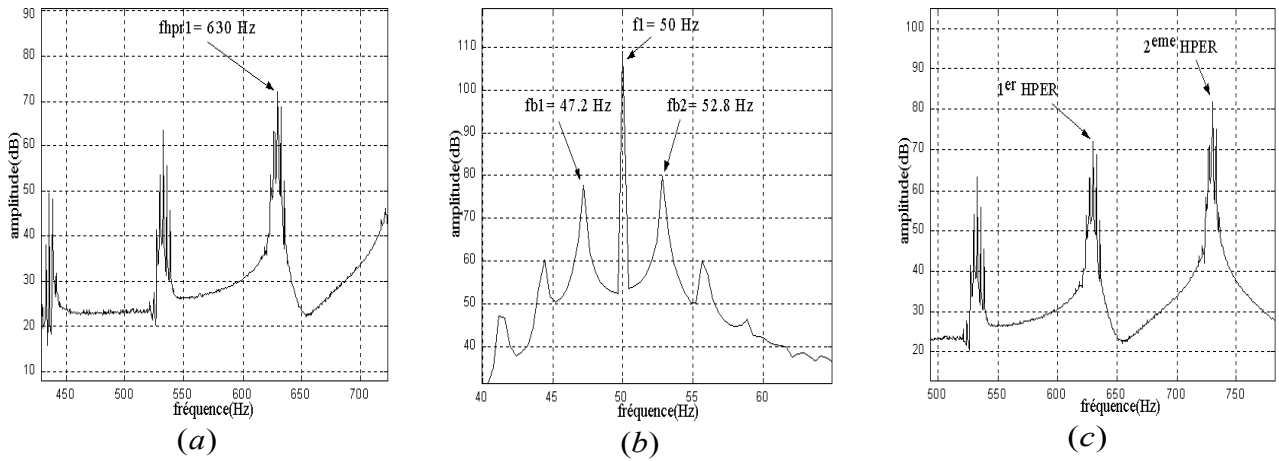 90
80
70
60
50
40
30
20
10
450 500 550 600 650 700
amplitude(dB)
fréquence(Hz)
fhpr1= 630 Hz
(a)
110
100
90
80
70
60
50
40
40 45 50 55 60
amplitude(dB)
fréquence(Hz)
f1= 50 Hz
fb1= 47.2 Hz
fb2= 52.8 Hz
(b)
100
90
80
70
60
50
40
30
20
500 550 600 650 700 750
amplitude(dB)
fréquence(Hz)
2eme HPER
1er HPER
(c)